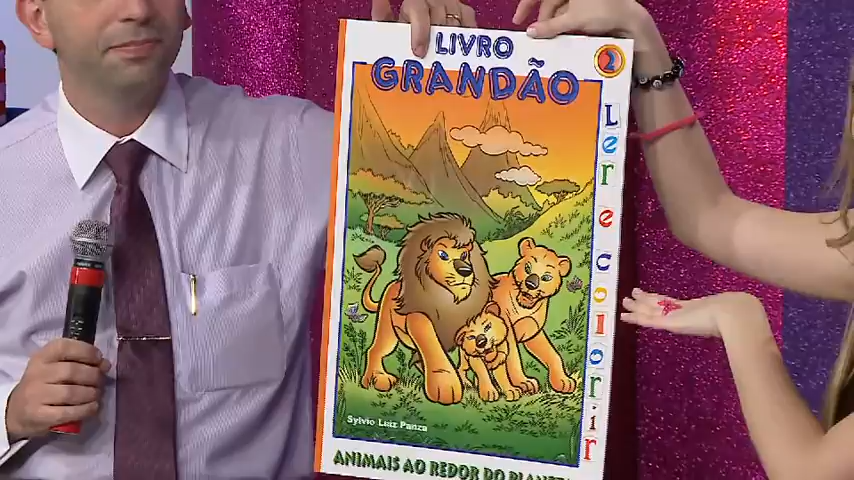 LIVRO
GRANDÃO
2
Ler e colorir
Sylvio Luiz Panza
ANIMAIS AO REDOR DO PLANETA